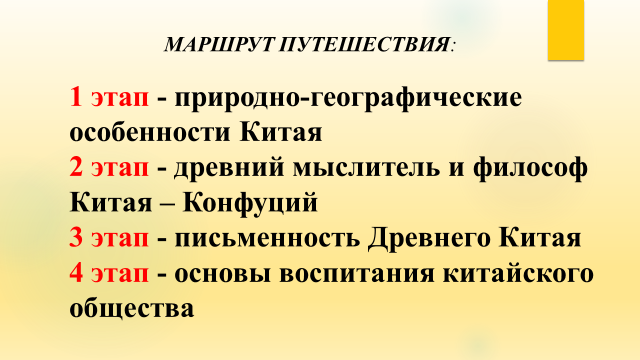 МАРШРУТ ПУТЕШЕСТВИЯ:
1 этап - природно-географические
особенности Китая
2 этап - древний мыслитель и философ
Китая – Конфуций
3 этап - письменность Древнего Китая
4 этап - основы воспитания китайского
общества